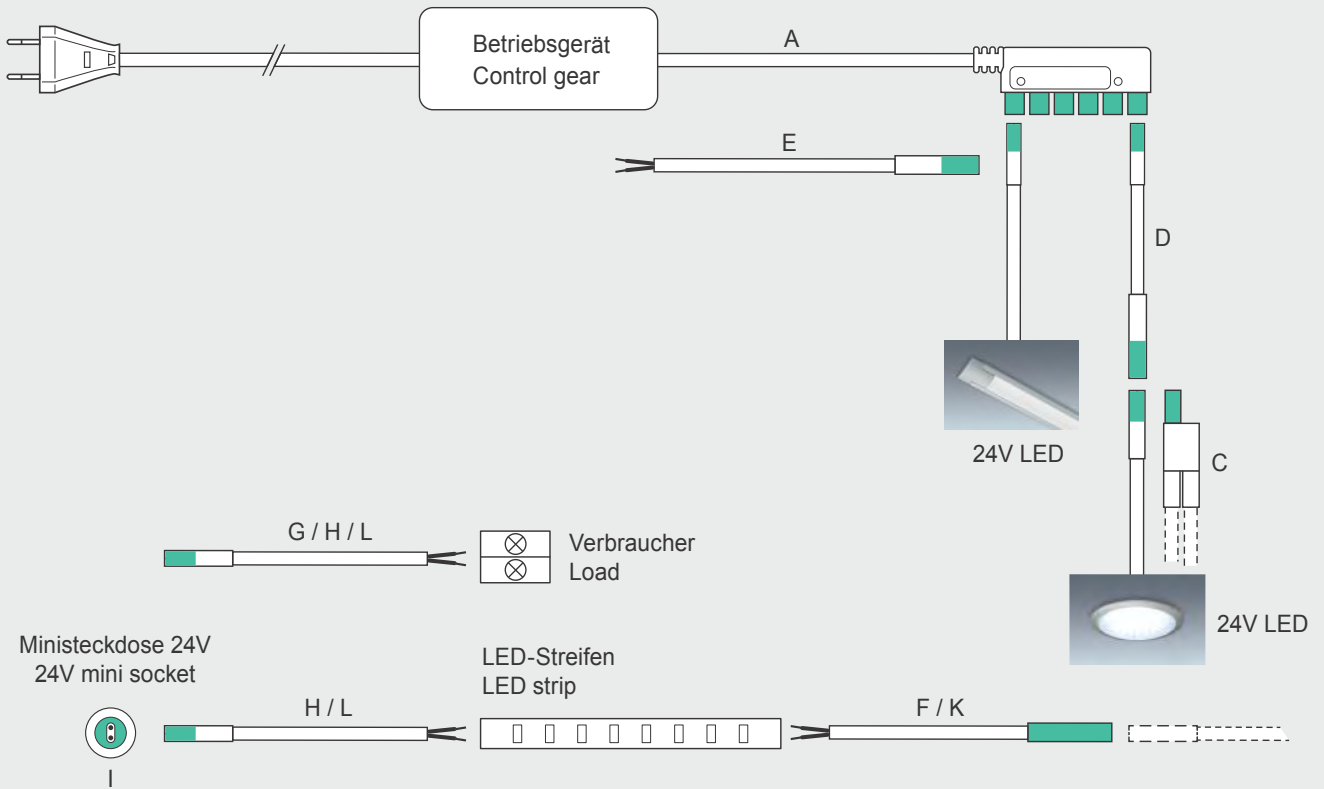 Betriebsgerät
Control gear
A
E
D
24V LED
C
G / H / L
Verbraucher
Load
24V LED
Ministeckdose 24V
24V mini socket
LED-Streifen
LED strip
H / L
F / K
I